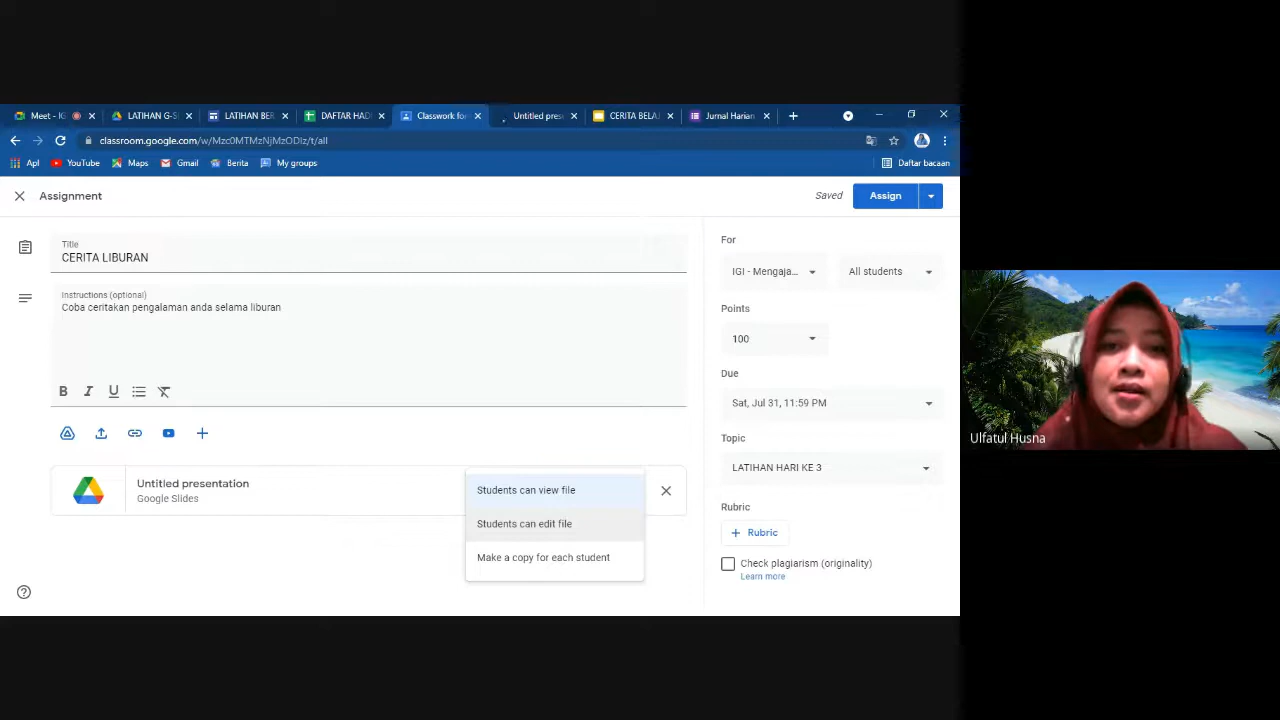 Meet - IG
LATIHAN G-S
LATIHAN BER
DAFTAR HAD
Classwork for
Untitled prese
CERITA BELA
Jurnal Harian
classroom.google.com/w/Mzc0MTMzNjMzODIz/t/all
Apl
YouTube
Maps
Gmail
Berita
My groups
Daftar bacaan
Assignment
Saved
Assign
Title
CERITA LIBURAN
Instructions (optional)
Coba ceritakan pengalaman anda selama liburan
B I U
Untitled presentation
Google Slides
Students can view file
Students can edit file
Make a copy for each student
For
IGI - Mengaja...
All students
Points
100
Due
Sat, Jul 31, 11:59 PM
Topic
LATIHAN HARI KE 3
Rubric
+ Rubric
Check plagiarism (originality)
Learn more
Ulfatul Husna